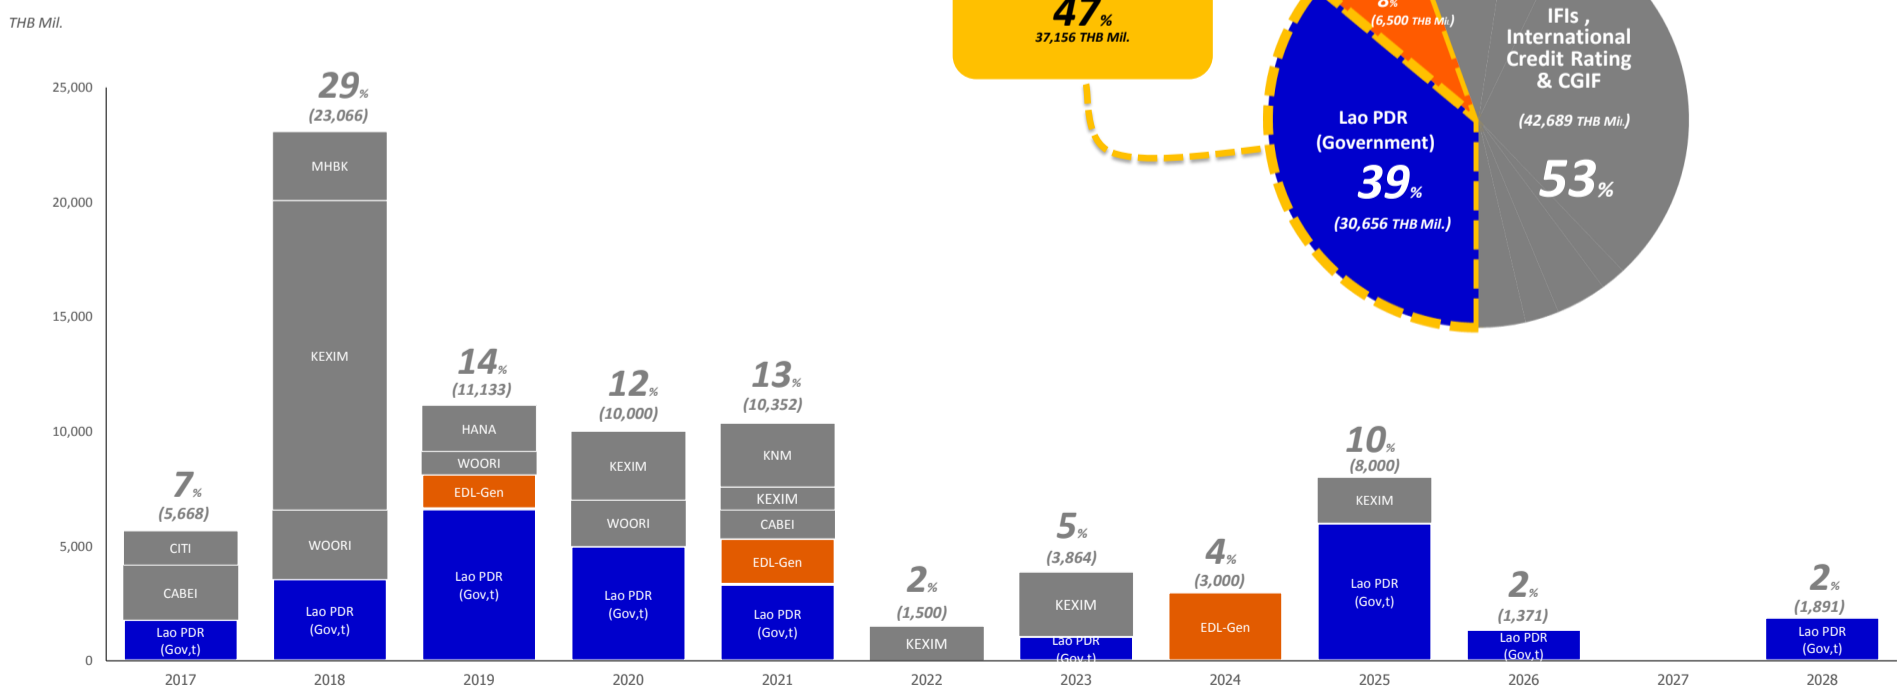 THB Mil.
47%
37,156 THB Mil.
8%
(6,500 THB Mil.)
IFIs ,
International
Credit Rating
& CGIF
(42,689 THB Mil.)
53%
Lao PDR
(Government)
39%
(30,656 THB Mil.)
25,000
20,000
15,000
10,000
5,000
0
7%
(5,668)
CITI
CABEI
Lao PDR
(Gov,t)
29%
(23,066)
MHBK
KEXIM
WOORI
Lao PDR
(Gov,t)
14%
(11,133)
HANA
WOORI
EDL-Gen
Lao PDR
(Gov,t)
12%
(10,000)
KEXIM
WOORI
Lao PDR
(Gov,t)
13%
(10,352)
KNM
KEXIM
CABEI
EDL-Gen
Lao PDR
(Gov,t)
2%
(1,500)
KEXIM
5%
(3,864)
KEXIM
Lao PDR
(Gov,t)
4%
(3,000)
EDL-Gen
10%
(8,000)
KEXIM
Lao PDR
(Gov,t)
2%
(1,371)
Lao PDR
(Gov,t)
2%
(1,891)
Lao PDR
(Gov,t)
2017
2018
2019
2020
2021
2022
2023
2024
2025
2026
2027
2028